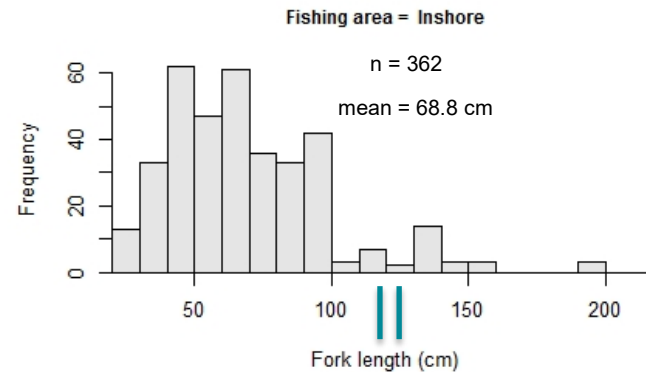 Fishing area = Inshore
n = 362
mean = 68.8 cm
Frequency
60
40
20
0
50 100 150 200
Fork length (cm)